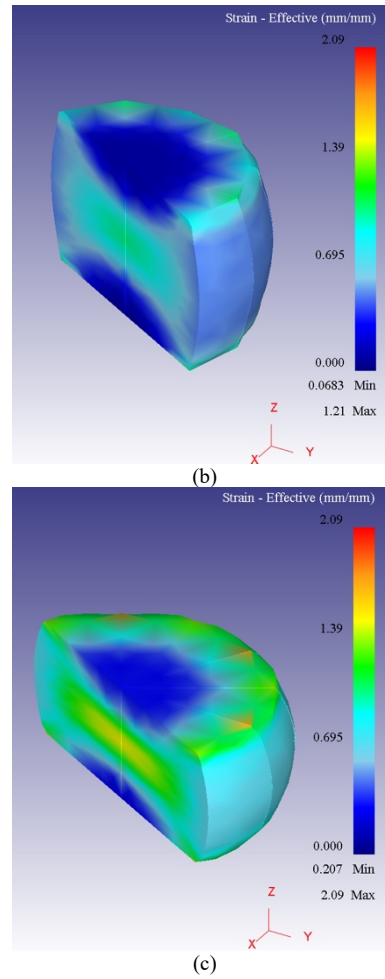 Strain - Effective (mm/mm)
2.09
1.39
0.695
0.000
0.0683 Min
1.21 Max
Z
X Y
(b)
Strain - Effective (mm/mm)
2.09
1.39
0.695
0.000
0.207 Min
2.09 Max
Z
X Y
(c)